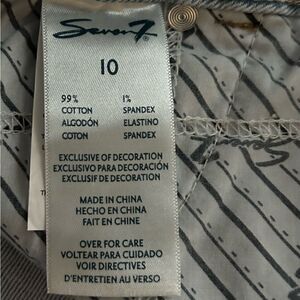 Seven7®
10
99% 1%
COTTON SPANDEX
ALGODÓN ELASTINO
COTON SPANDEX
EXCLUSIVE OF DECORATION
EXCLUSIVO PARA DECORACIÓN
EXCLUSIF DE DECORATION
MADE IN CHINA
HECHO EN CHINA
FAIT EN CHINE
OVER FOR CARE
VOLTEAR PARA CUIDADO
VOIR DIRECTIVES
D'ENTRETIEN AU VERSO